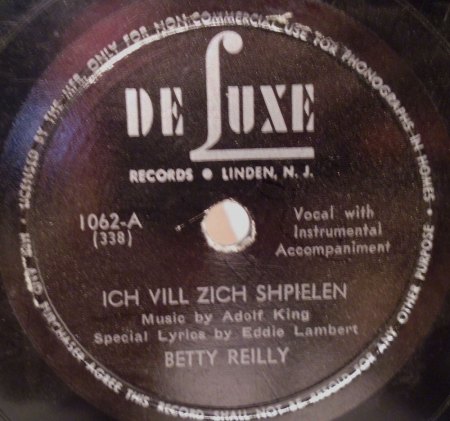 LICENSED BY THE MFR. ONLY FOR NON-COMMERCIAL USE FOR PHONOGRAPHS IN HOMES
DE LUXE
RECORDS • LINDEN, N. J.
1062-A
(338)
Vocal with
Instrumental
Accompaniment
ICH VILL ZICH SHPIELEN
Music by Adolf King
Special Lyrics by Eddie Lambert
BETTY REILLY
MFR. AND PURCHASER AGREE THIS RECORD SHALL NOT BE RESOLD FOR ANY OTHER PURPOSE